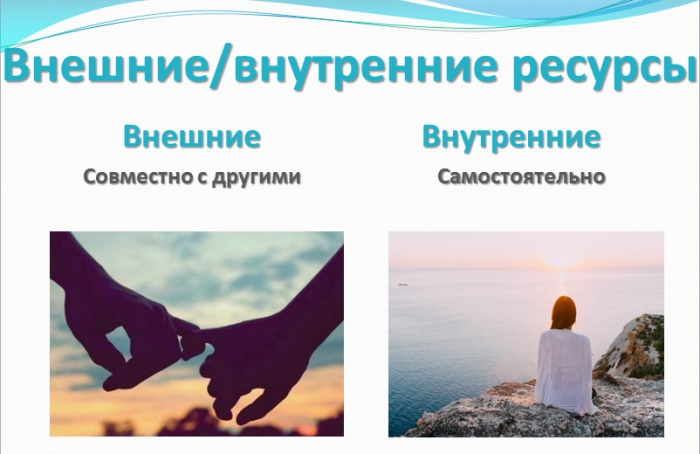 Внешние/внутренние ресурсы
Внешние
Совместно с другими
Внутренние
Самостоятельно